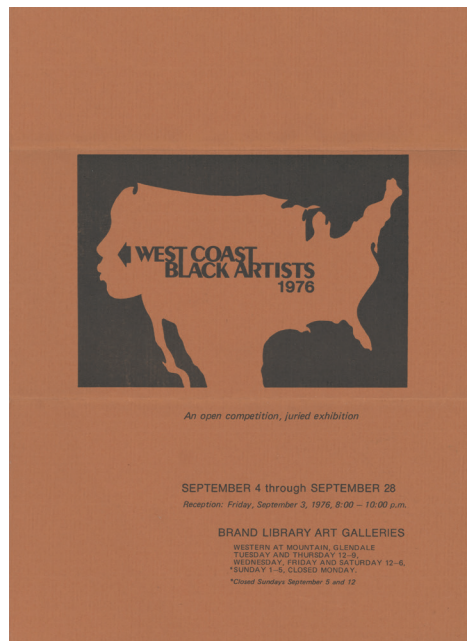 WEST COAST
BLACK ARTISTS
1976
An open competition, juried exhibition
SEPTEMBER 4 through SEPTEMBER 28
Reception: Friday, September 3, 1976, 8:00 – 10:00 p.m.
BRAND LIBRARY ART GALLERIES
WESTERN AT MOUNTAIN, GLENDALE
TUESDAY AND THURSDAY 12–9,
WEDNESDAY, FRIDAY AND SATURDAY 12–6,
*SUNDAY 1–5, CLOSED MONDAY.
*Closed Sundays September 5 and 12